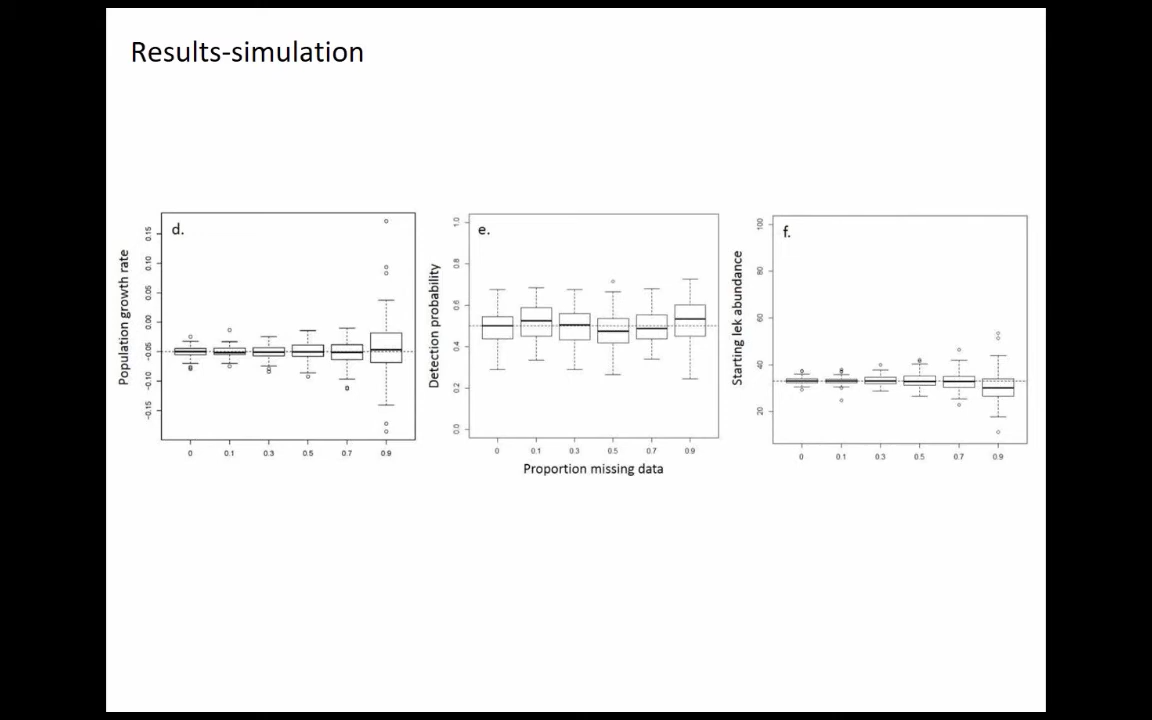 Results-simulation
d.
Population growth rate
0.15
0.10
0.05
0.00
−0.05
−0.10
−0.15
0 0.1 0.3 0.5 0.7 0.9
e.
Detection probability
1.0
0.8
0.6
0.4
0.2
0.0
0 0.1 0.3 0.5 0.7 0.9
Proportion missing data
f.
Starting lek abundance
100
80
60
40
20
0 0.1 0.3 0.5 0.7 0.9